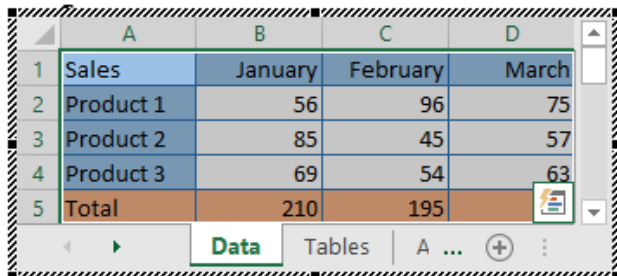 A B C D
1 Sales January February March
2 Product 1 56 96 75
3 Product 2 85 45 57
4 Product 3 69 54 63
5 Total 210 195
Data Tables A ...